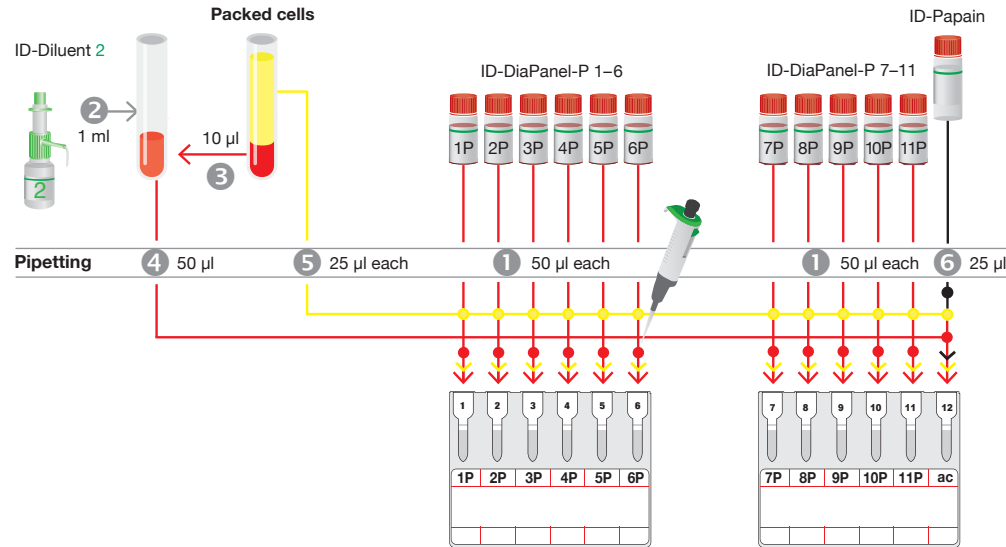 Packed cells
ID-Papain
ID-Diluent 2
ID-DiaPanel-P 1–6
ID-DiaPanel-P 7–11
2
1 ml
10 µl
3
2
1P 2P 3P 4P 5P 6P
7P 8P 9P 10P 11P
Pipetting 4 50 µl 5 25 µl each 1 50 µl each 1 50 µl each 6 25 µl
1 2 3 4 5 6
7 8 9 10 11 12
1P 2P 3P 4P 5P 6P
7P 8P 9P 10P 11P ac